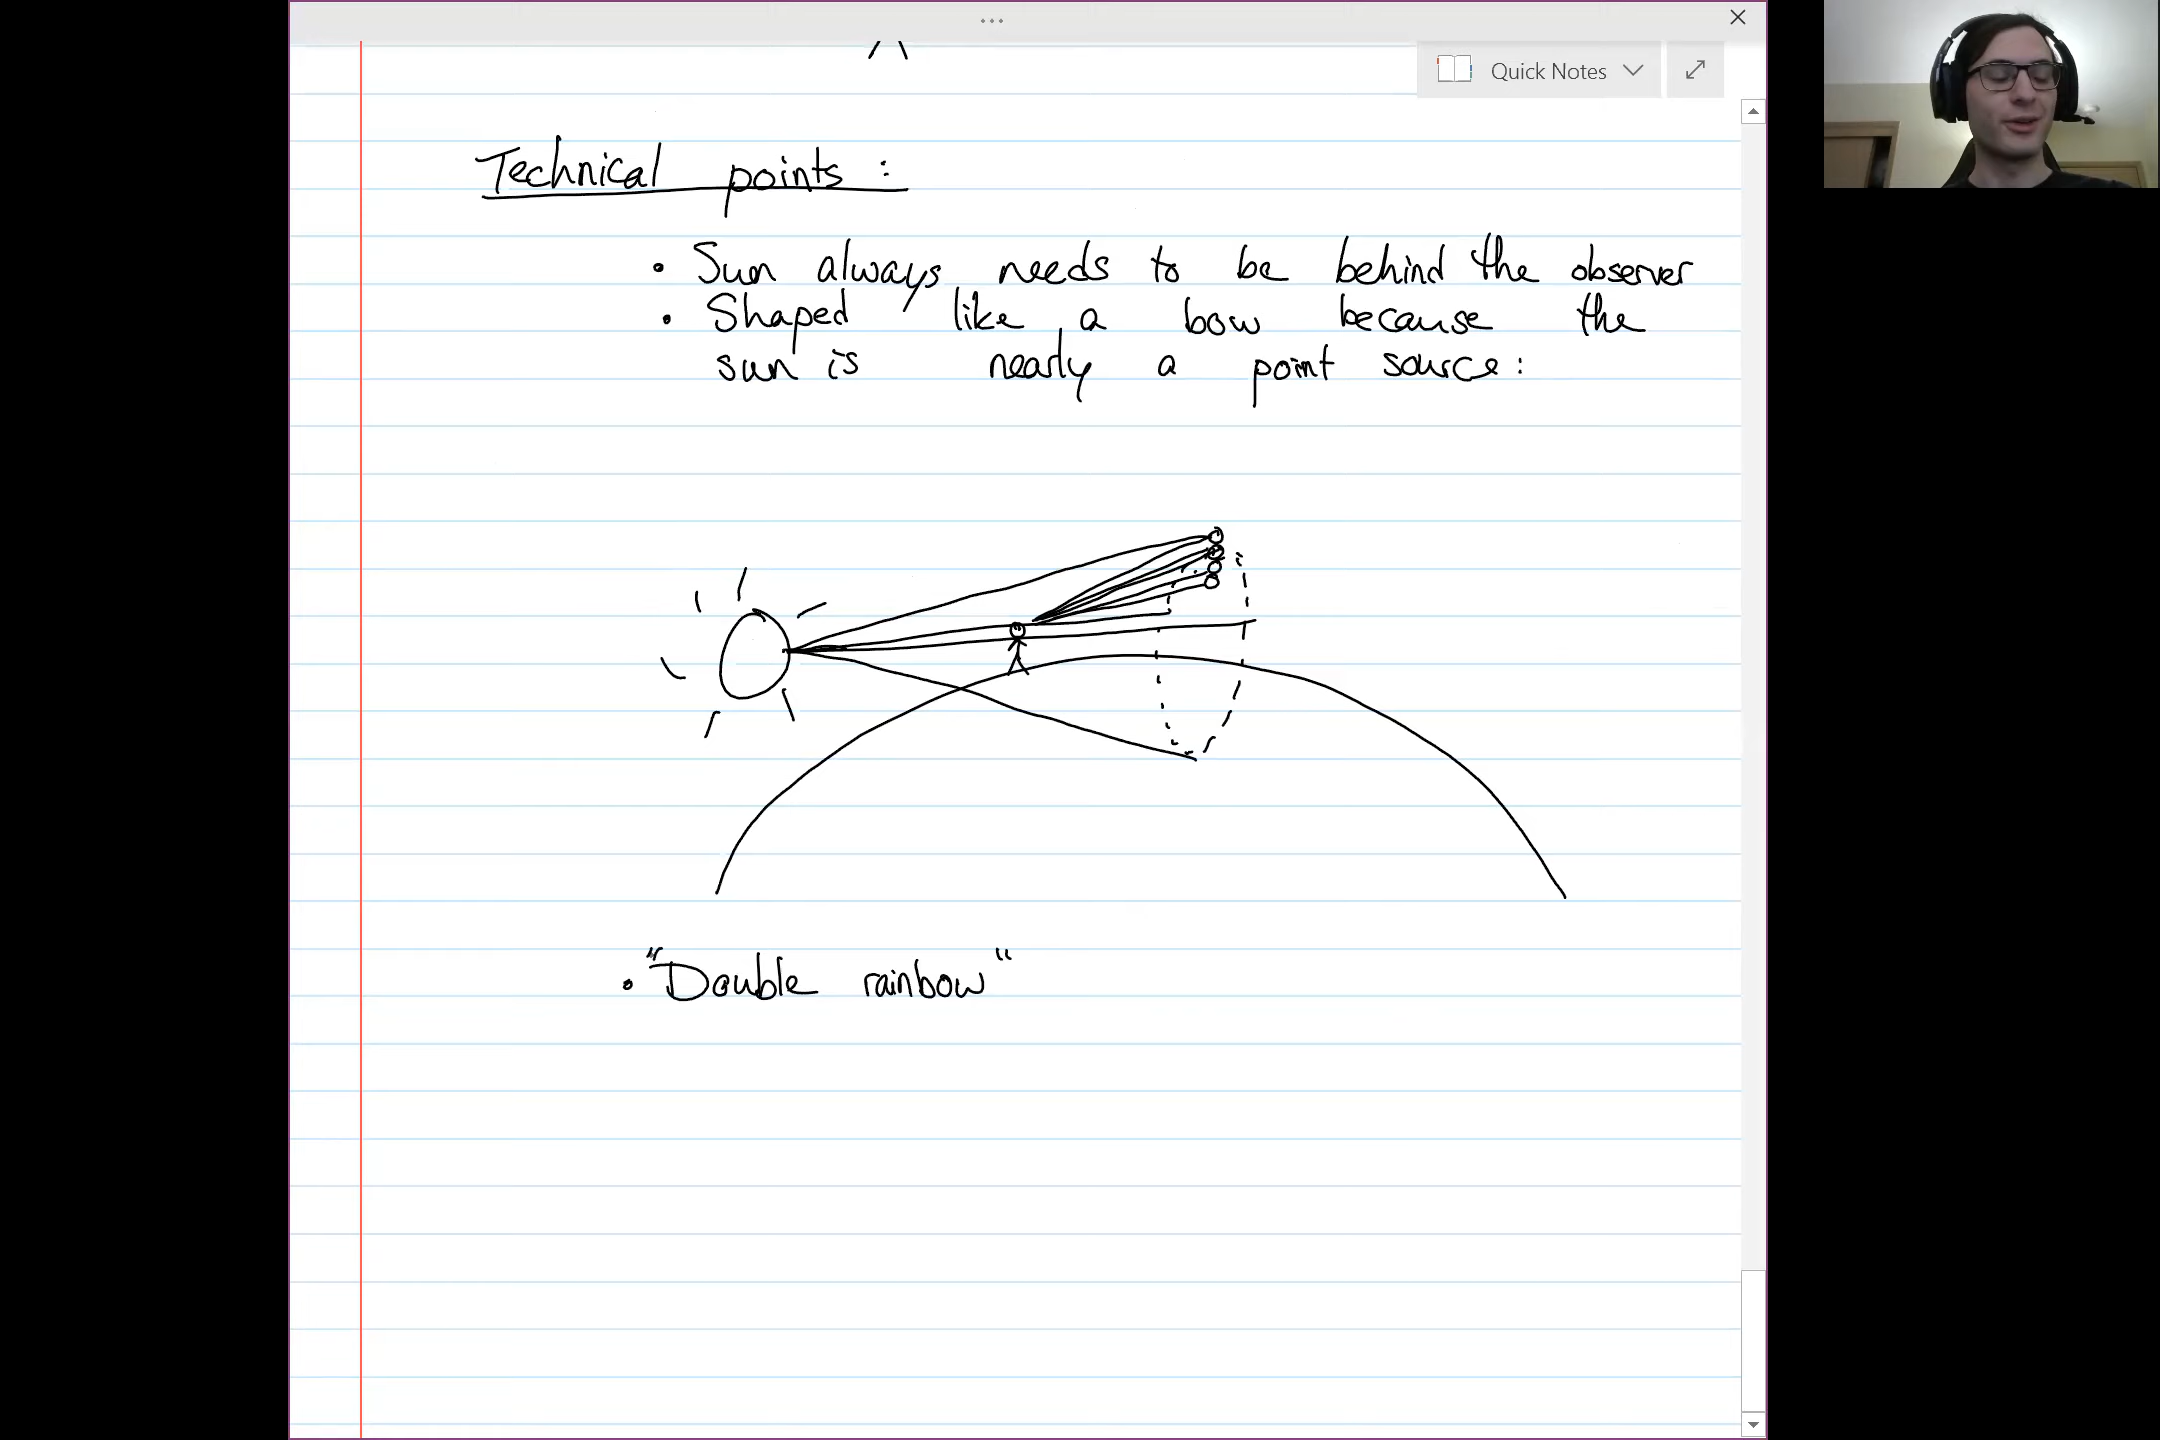 Quick Notes
Technical points :
• Sun always needs to be behind the observer
• Shaped like a bow because the
sun is nearly a point source :
• "Double rainbow"